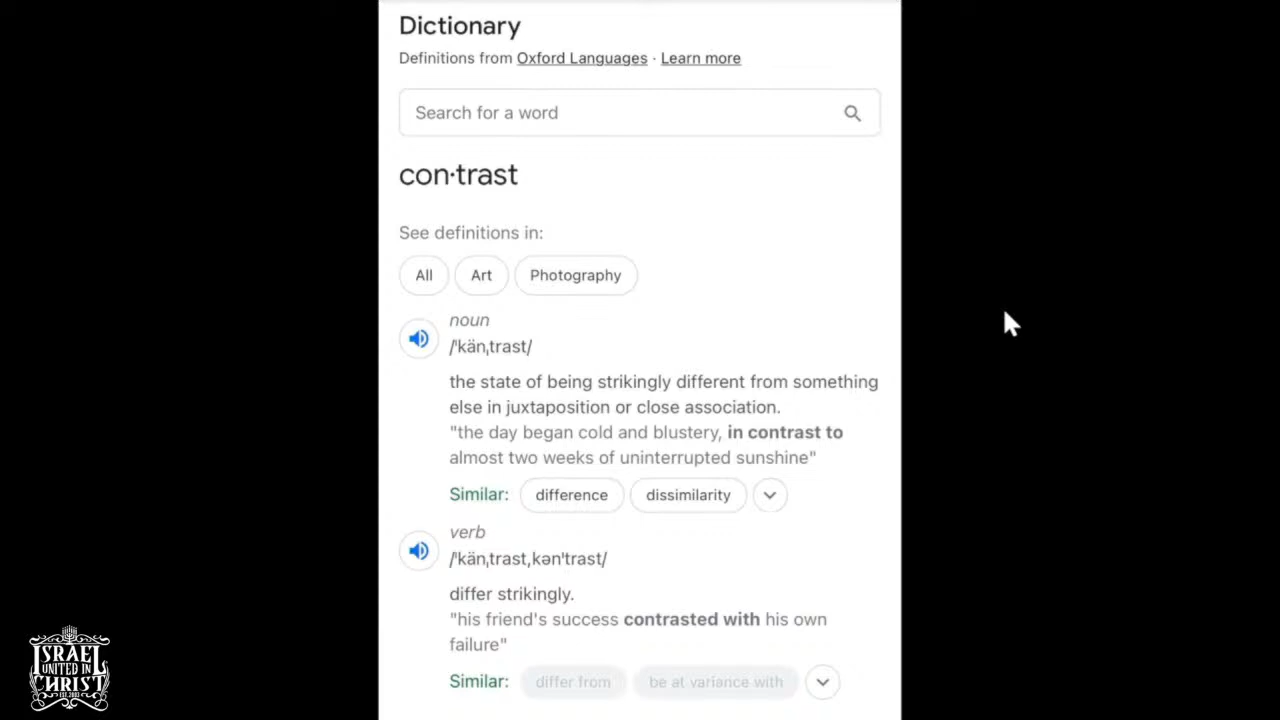 Dictionary
Definitions from Oxford Languages · Learn more
Search for a word
con·trast
See definitions in:
All Art Photography
noun
/ˈkänˌtrast/
the state of being strikingly different from something
else in juxtaposition or close association.
"the day began cold and blustery, in contrast to
almost two weeks of uninterrupted sunshine"
Similar: difference dissimilarity
verb
/ˈkänˌtrast,kənˈtrast/
differ strikingly.
"his friend's success contrasted with his own
failure"
Similar: differ from be at variance with
ISRAEL
UNITED IN
CHRIST
EST. 2003